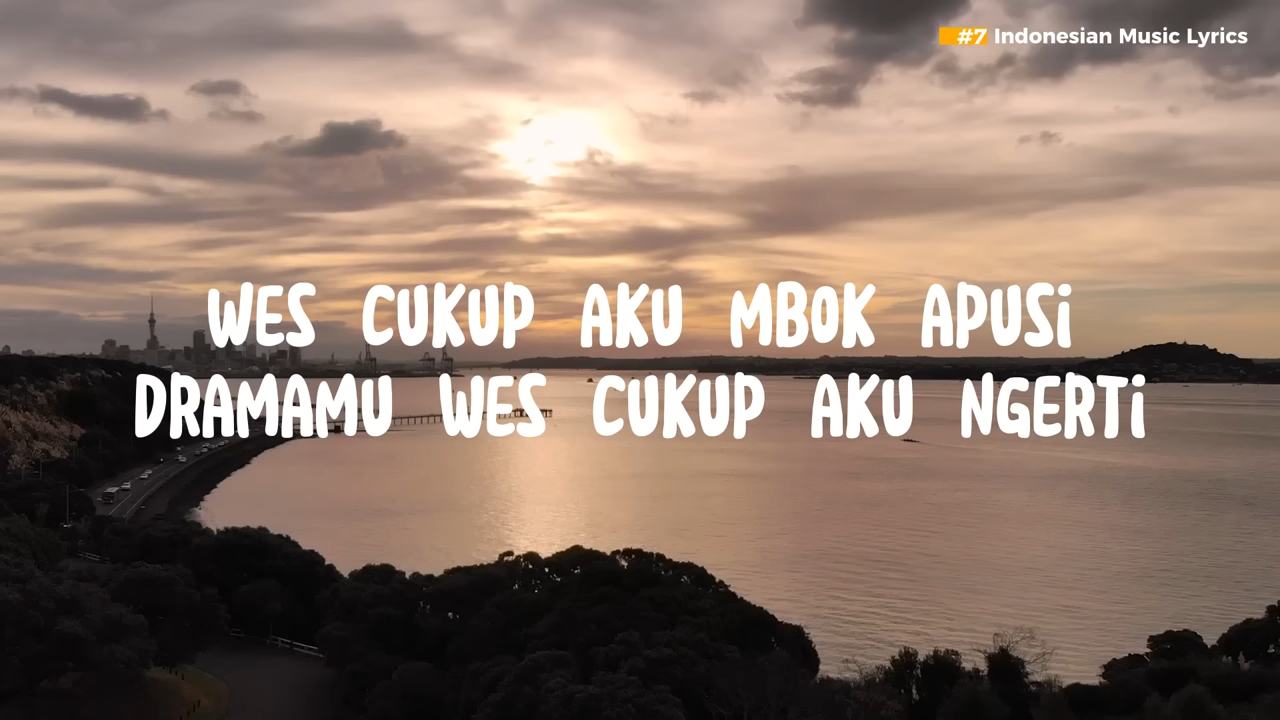 #7 Indonesian Music Lyrics
WES CUKUP AKU MBOK APUSi
DRAMAMU WES CUKUP AKU NGERTi